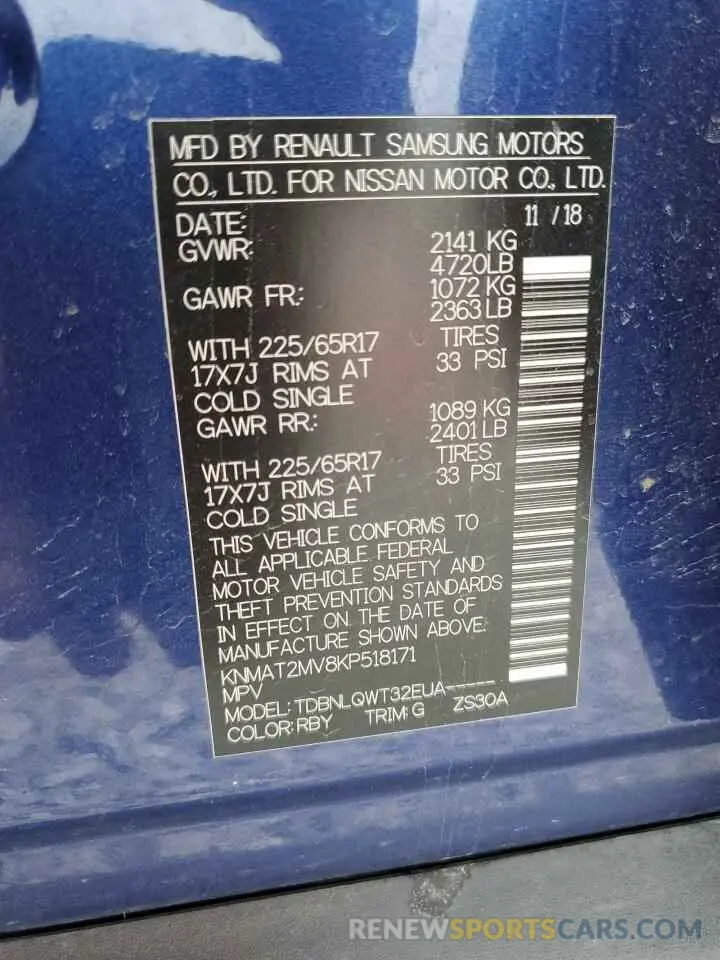 MFD BY RENAULT SAMSUNG MOTORS
CO., LTD. FOR NISSAN MOTOR CO., LTD.
DATE: 11 / 18
GVWR: 2141 KG
4720LB
GAWR FR: 1072 KG
2363LB
WITH 225/65R17 TIRES
17X7J RIMS AT 33 PSI
COLD SINGLE
GAWR RR: 1089 KG
2401LB
WITH 225/65R17 TIRES
17X7J RIMS AT 33 PSI
COLD SINGLE
THIS VEHICLE CONFORMS TO
ALL APPLICABLE FEDERAL
MOTOR VEHICLE SAFETY AND
THEFT PREVENTION STANDARDS
IN EFFECT ON THE DATE OF
MANUFACTURE SHOWN ABOVE.
KNMAT2MV8KP518171
MPV
MODEL: TDBNLQWT32EUA-----
COLOR: RBY TRIM: G ZS30A
RENEWSPORTSCARS.COM